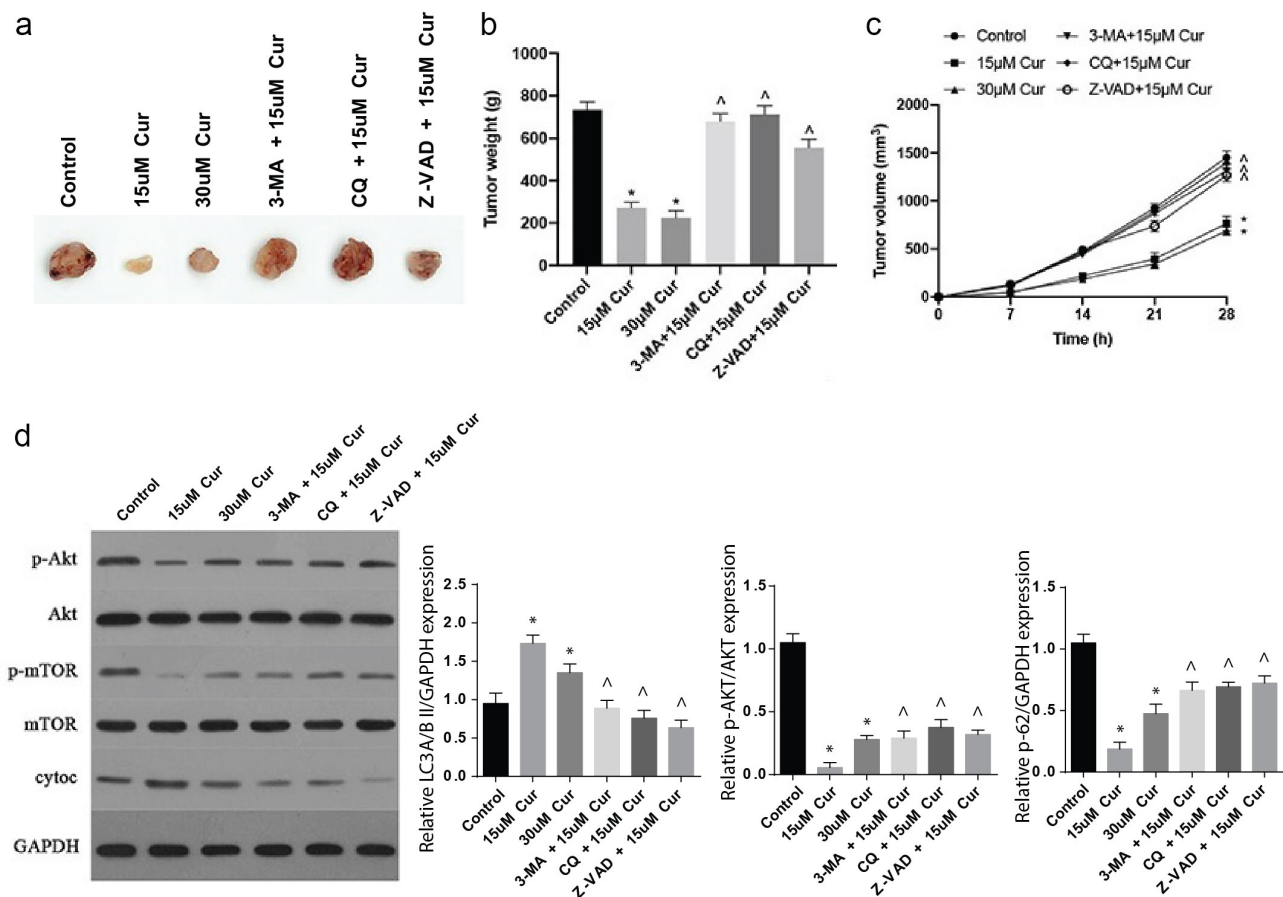 a
Control
15uM Cur
30uM Cur
3-MA + 15uM Cur
CQ + 15uM Cur
Z-VAD + 15uM Cur
b
Tumor weight (g)
1000
800
600
400
200
0
*
*
^
^
^
Control
15μM Cur
30μM Cur
3-MA+15μM Cur
CQ+15μM Cur
Z-VAD+15μM Cur
c
Control
15μM Cur
30μM Cur
3-MA+15μM Cur
CQ+15μM Cur
Z-VAD+15μM Cur
Tumor volume (mm³)
2000
1500
1000
500
0
^
^
^
^
*
*
0 7 14 21 28
Time (h)
d
Control
15uM Cur
30uM Cur
3-MA + 15uM Cur
CQ + 15uM Cur
Z-VAD + 15uM Cur
p-Akt
Akt
p-mTOR
mTOR
cytoc
GAPDH
Relative LC3A/B II/GAPDH expression
2.5
2.0
1.5
1.0
0.5
0.0
*
*
^
^
^
Control
15uM Cur
30uM Cur
3-MA + 15uM Cur
CQ + 15uM Cur
Z-VAD + 15uM Cur
Relative p-AKT/AKT expression
1.5
1.0
0.5
0.0
*
*
^
^
^
Control
15uM Cur
30uM Cur
3-MA + 15uM Cur
CQ + 15uM Cur
Z-VAD + 15uM Cur
Relative p-62/GAPDH expression
1.5
1.0
0.5
0.0
*
*
^
^
^
Control
15uM Cur
30uM Cur
3-MA + 15uM Cur
CQ + 15uM Cur
Z-VAD + 15uM Cur